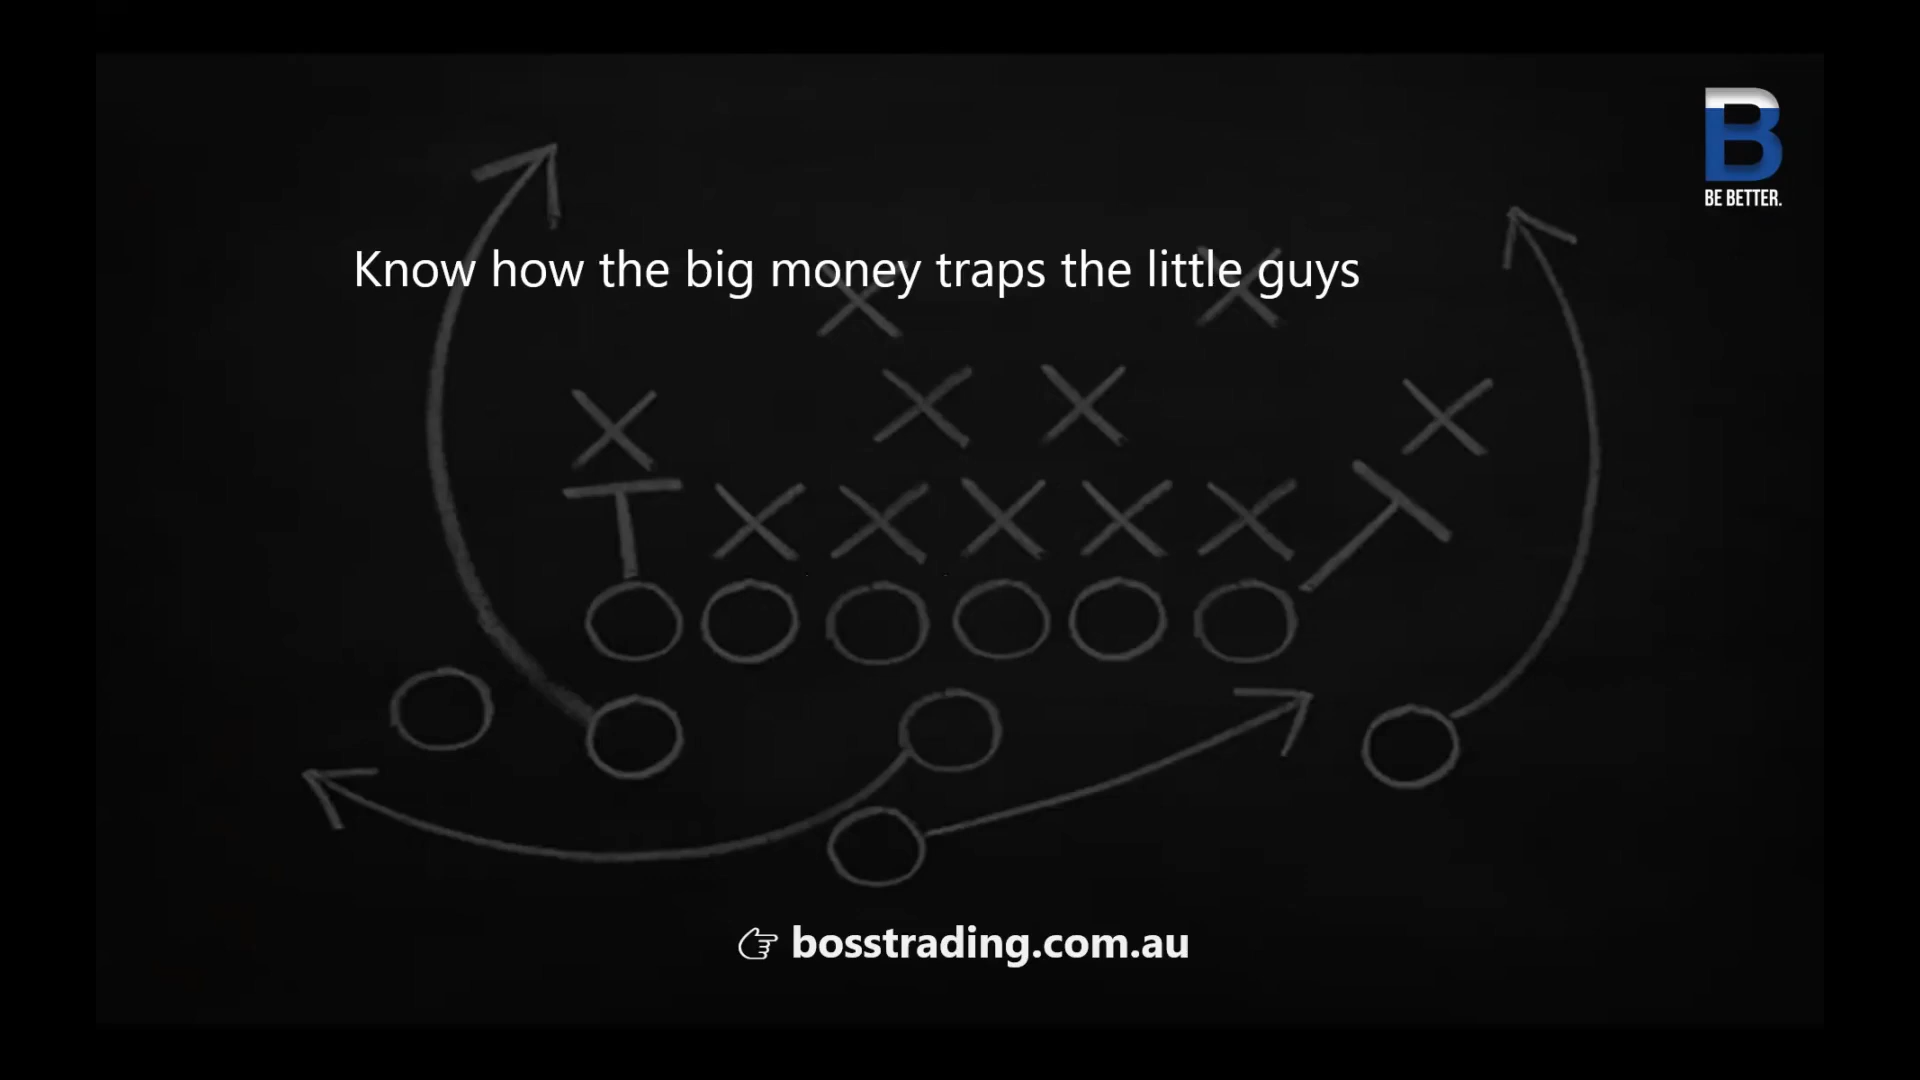 B
BE BETTER.
Know how the big money traps the little guys
👉 bosstrading.com.au